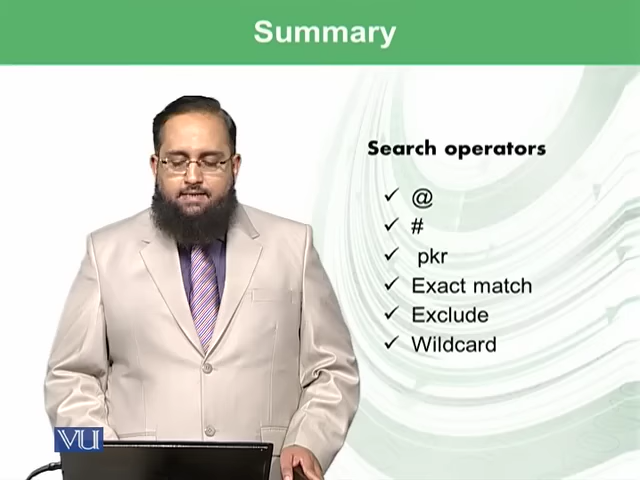 Summary
Search operators
✓ @
✓ #
✓ pkr
✓ Exact match
✓ Exclude
✓ Wildcard
VU